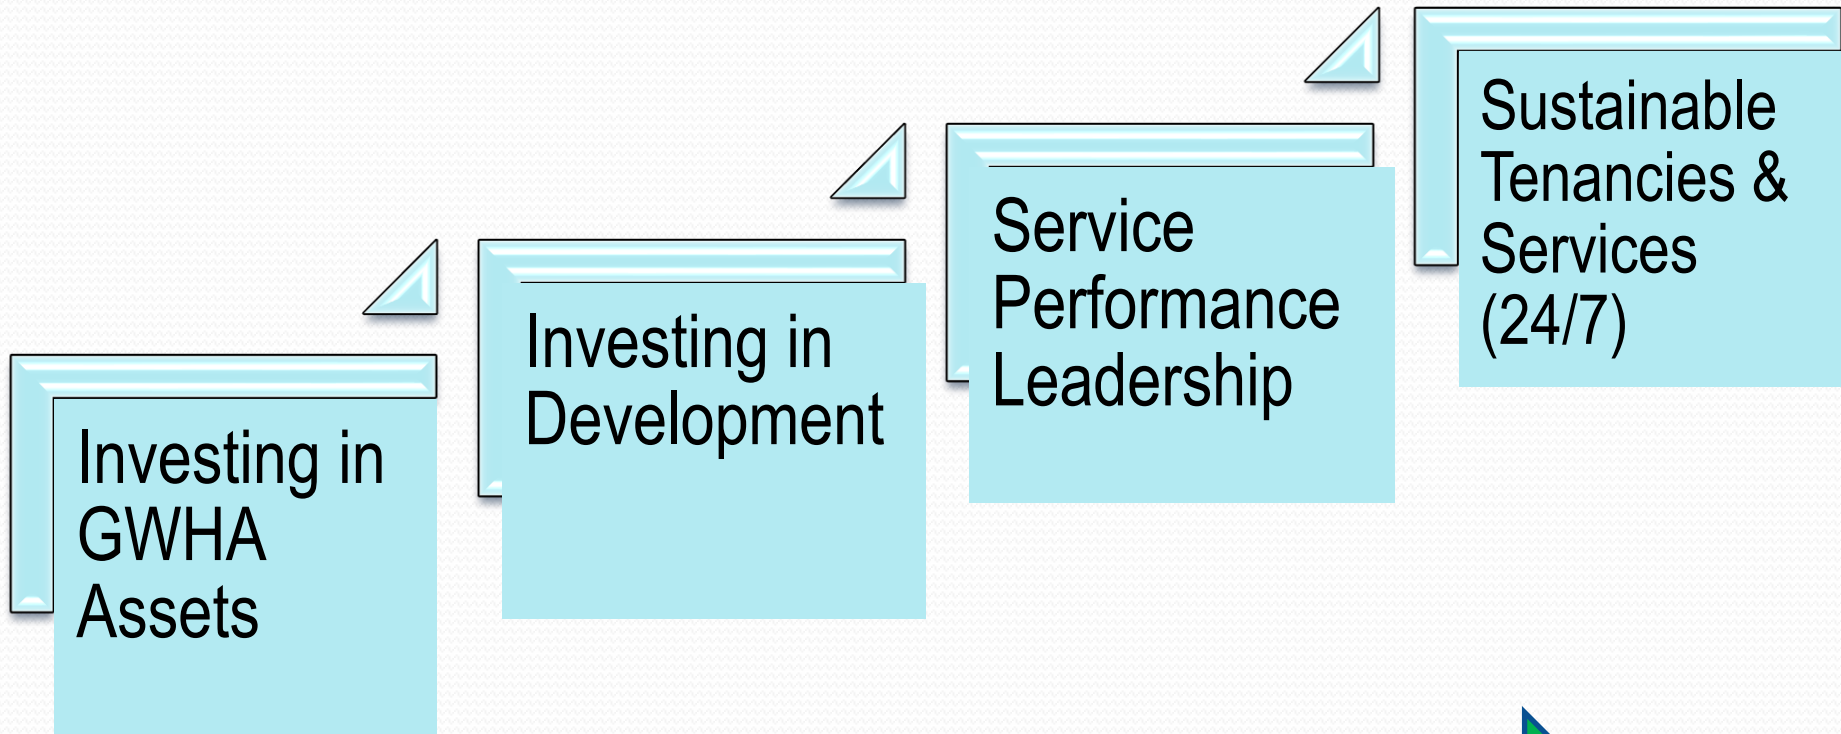 Investing in
GWHA
Assets
Investing in
Development
Service
Performance
Leadership
Sustainable
Tenancies &
Services
(24/7)